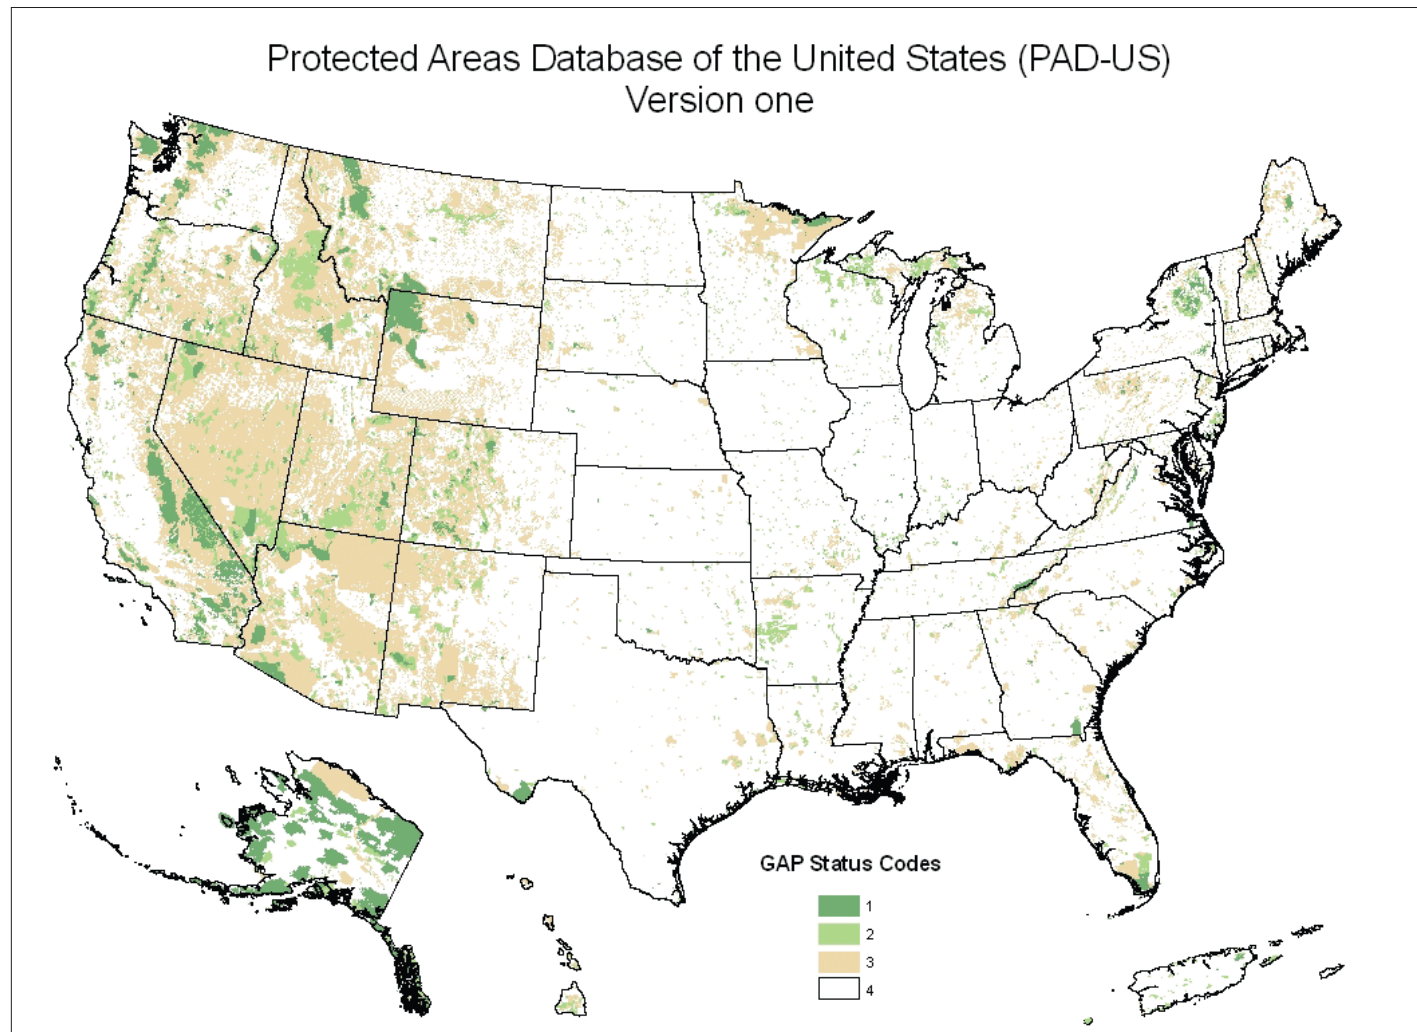 Protected Areas Database of the United States (PAD-US)
Version one
GAP Status Codes
1
2
3
4